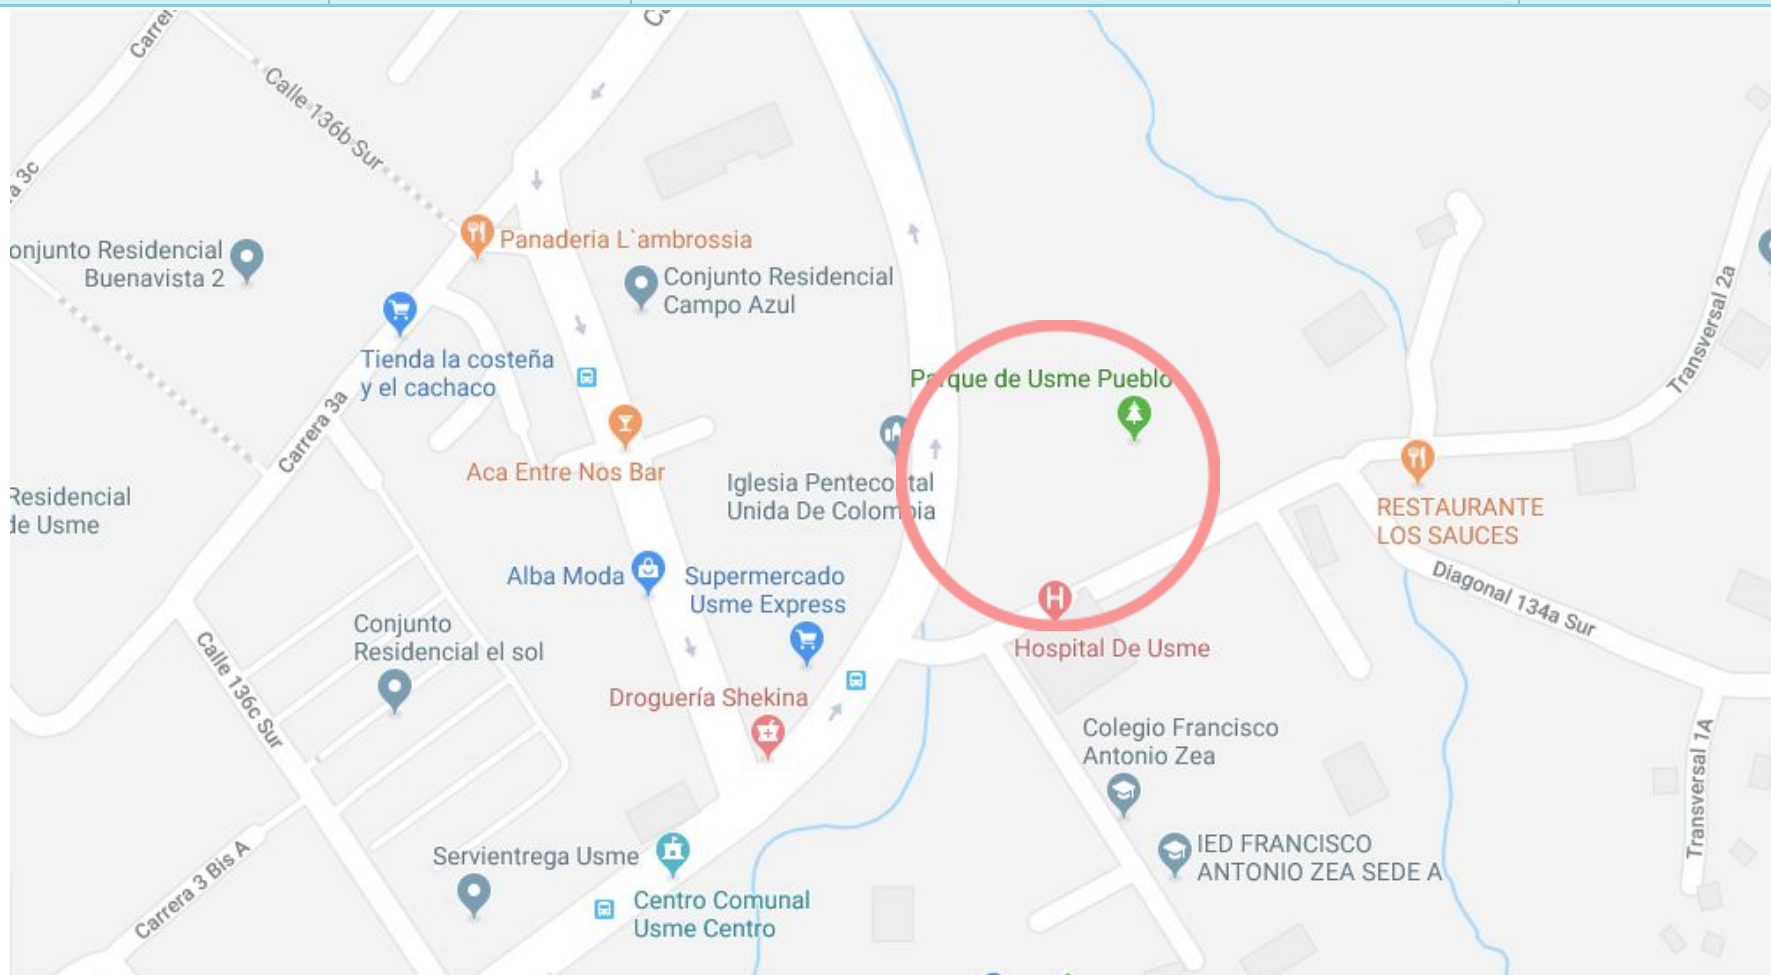 Calle 136b Sur
a 3c
Panaderia L`ambrossia
onjunto Residencial
Buenavista 2
Conjunto Residencial
Campo Azul
Transversal 2a
Tienda la costeña
y el cachaco
Parque de Usme Pueblo
Carrera 3a
Aca Entre Nos Bar
Iglesia Pentecostal
Unida De Colombia
Residencial
de Usme
RESTAURANTE
LOS SAUCES
Alba Moda
Supermercado
Usme Express
Diagonal 134a Sur
H
Hospital De Usme
Conjunto
Residencial el sol
Calle 136c Sur
Droguería Shekina
Colegio Francisco
Antonio Zea
Transversal 1A
IED FRANCISCO
ANTONIO ZEA SEDE A
Servientrega Usme
Carrera 3 Bis A
Centro Comunal
Usme Centro